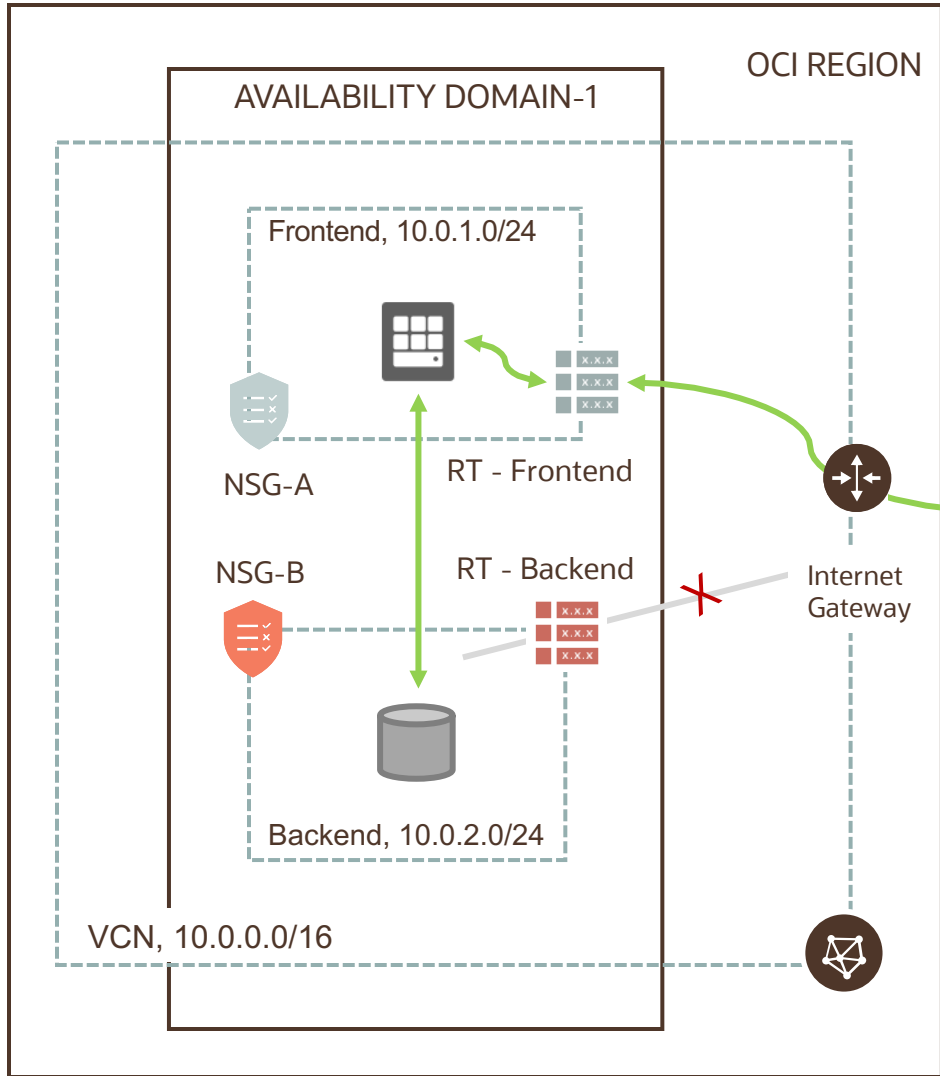 OCI REGION
AVAILABILITY DOMAIN-1
Frontend, 10.0.1.0/24
x.x.x
x.x.x
x.x.x
RT - Frontend
NSG-A
NSG-B
RT - Backend
Internet
Gateway
x.x.x
x.x.x
x.x.x
Backend, 10.0.2.0/24
VCN, 10.0.0.0/16